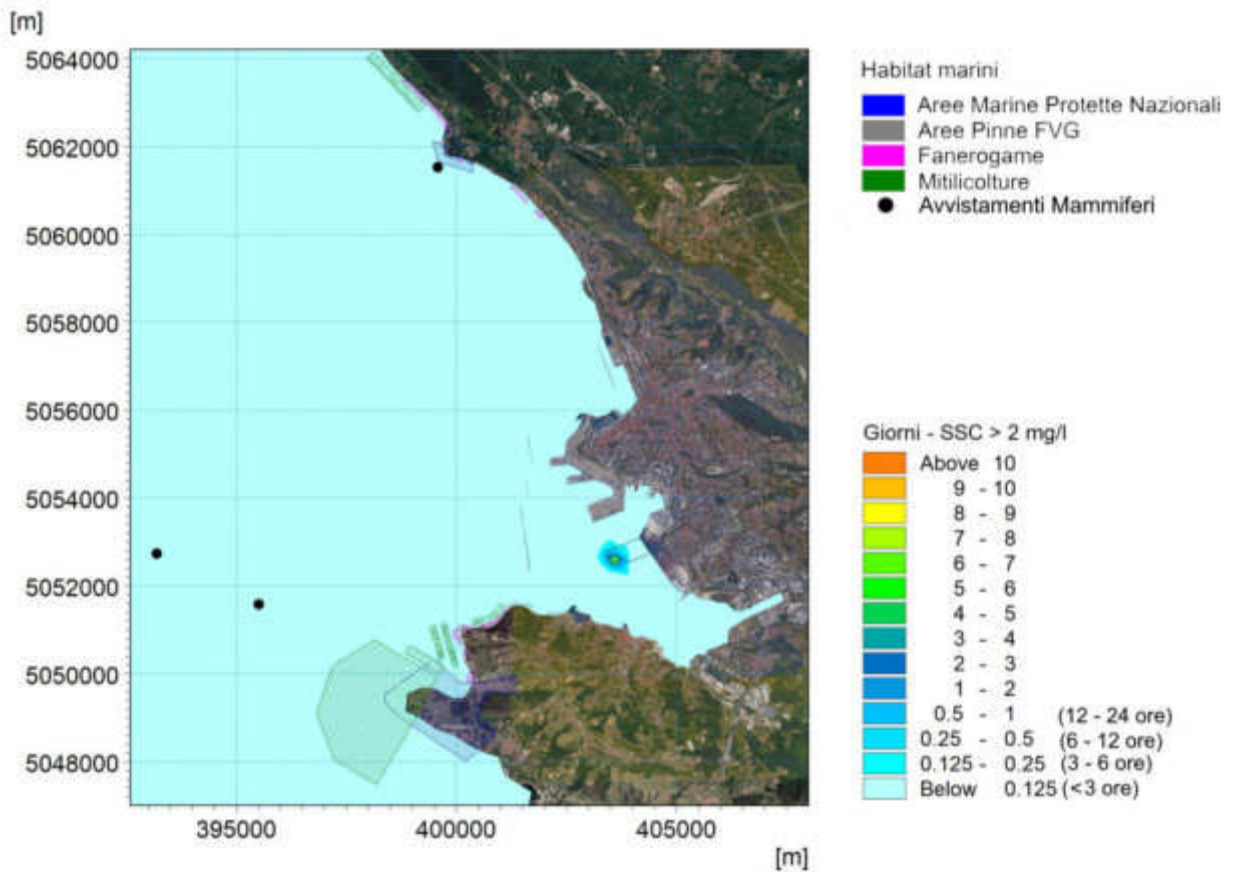 [m]
5064000
5062000
5060000
5058000
5056000
5054000
5052000
5050000
5048000
395000
400000
405000
[m]
Habitat marini
Aree Marine Protette Nazionali
Aree Pinne FVG
Fanerogame
Mitilicolture
Avvistamenti Mammiferi
Giorni - SSC > 2 mg/l
Above 10
9 - 10
8 - 9
7 - 8
6 - 7
5 - 6
4 - 5
3 - 4
2 - 3
1 - 2
0.5 - 1 (12 - 24 ore)
0.25 - 0.5 (6 - 12 ore)
0.125 - 0.25 (3 - 6 ore)
Below 0.125 (<3 ore)